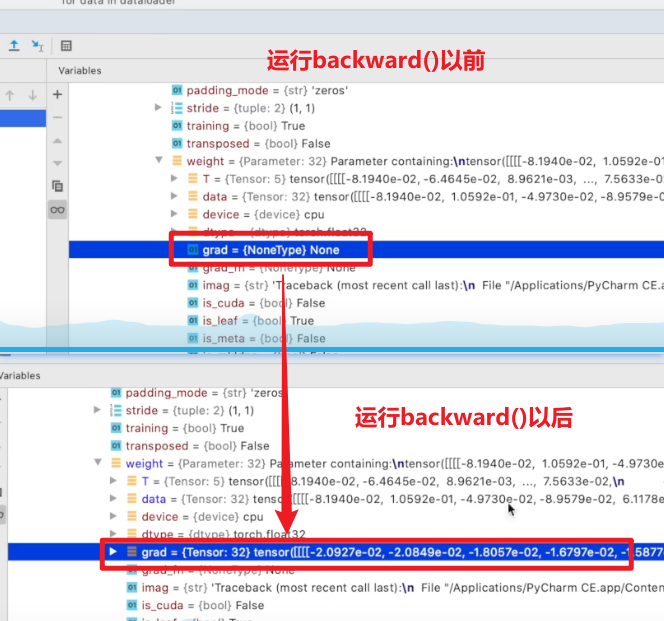 for data in dataloader
运行backward()以前
Variables
padding_mode = {str} 'zeros'
stride = {tuple: 2} (1, 1)
training = {bool} True
transposed = {bool} False
weight = {Parameter: 32} Parameter containing:\ntensor([[[[-8.1940e-02, 1.0592e-01
T = {Tensor: 5} tensor([[[[-8.1940e-02, -6.4645e-02, 8.9621e-03, ..., 7.5633e-0
data = {Tensor: 32} tensor([[[[-8.1940e-02, 1.0592e-01, -4.9730e-02, -8.9579e-0
device = {device} cpu
dtype = {dtype} torch.float32
grad = {NoneType} None
grad_fn = {NoneType} None
imag = {str} 'Traceback (most recent call last):\n File "/Applications/PyCharm CE.a
is_cuda = {bool} False
is_leaf = {bool} True
is_meta = {bool} False
Variables
padding_mode = {str} 'zeros'
stride = {tuple: 2} (1, 1)
运行backward()以后
training = {bool} True
transposed = {bool} False
weight = {Parameter: 32} Parameter containing:\ntensor([[[[-8.1940e-02, 1.0592e-01, -4.9730e
T = {Tensor: 5} tensor([[[[-8.1940e-02, -6.4645e-02, 8.9621e-03, ..., 7.5633e-02,\n
data = {Tensor: 32} tensor([[[[-8.1940e-02, 1.0592e-01, -4.9730e-02, -8.9579e-02, 6.1178e
device = {device} cpu
dtype = {dtype} torch.float32
grad = {Tensor: 32} tensor([[[[-2.0927e-02, -2.0849e-02, -1.8057e-02, -1.6797e-02, -1.5877
grad_fn = {NoneType} None
imag = {str} 'Traceback (most recent call last):\n File "/Applications/PyCharm CE.app/Conten
is_cuda = {bool} False
is_leaf = {bool} True